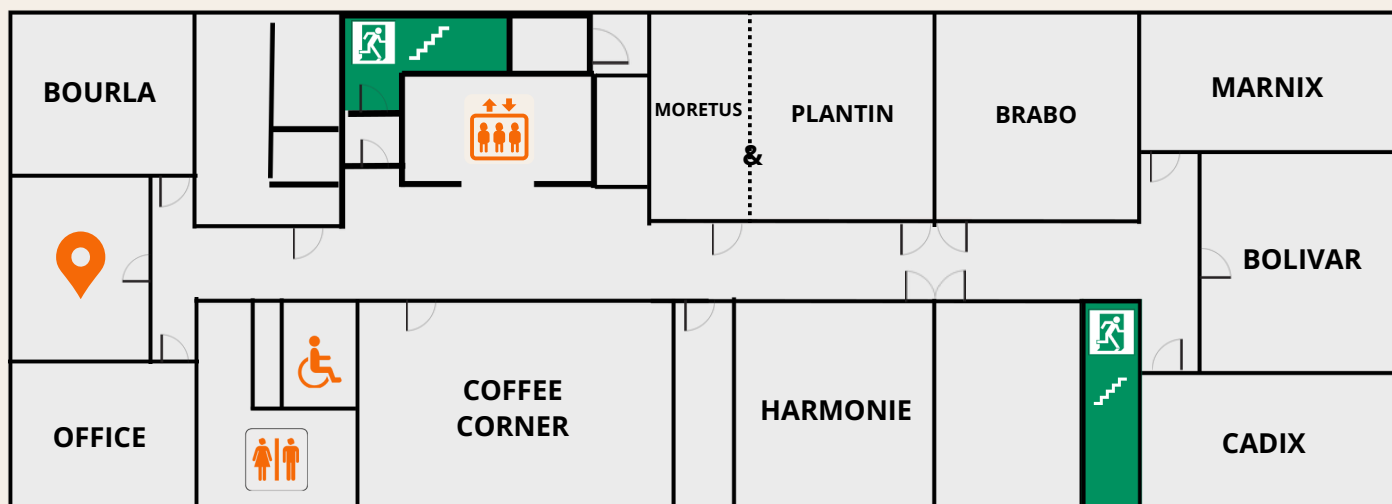 BOURLA
MORETUS
&
PLANTIN
BRABO
MARNIX
BOLIVAR
OFFICE
COFFEE
CORNER
HARMONIE
CADIX